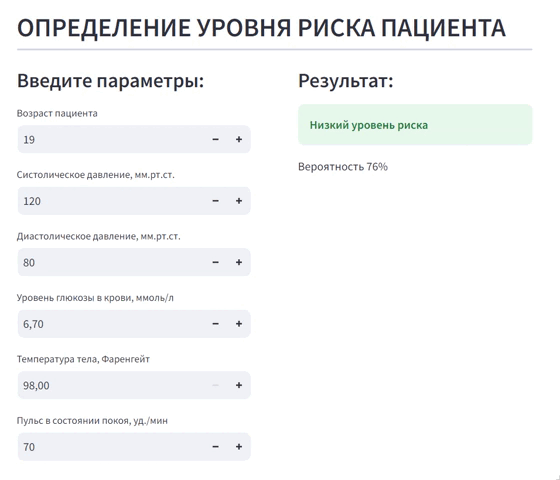 ОПРЕДЕЛЕНИЕ УРОВНЯ РИСКА ПАЦИЕНТА
Введите параметры:
Возраст пациента
19
Систолическое давление, мм.рт.ст.
120
Диастолическое давление, мм.рт.ст.
80
Уровень глюкозы в крови, ммоль/л
6,70
Температура тела, Фаренгейт
98,00
Пульс в состоянии покоя, уд./мин
70
Результат:
Низкий уровень риска
Вероятность 76%